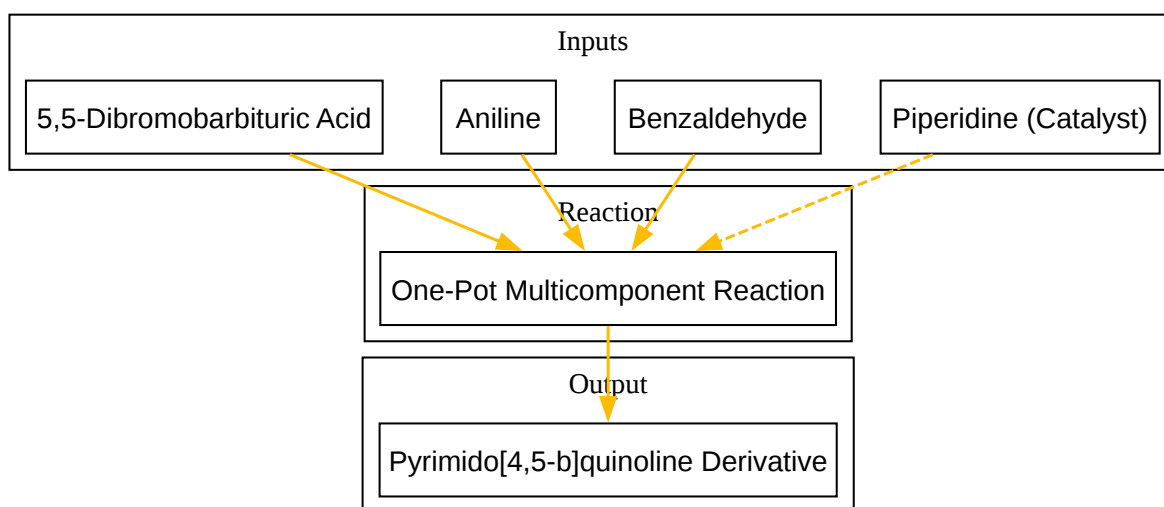 Inputs
5,5-Dibromobarbituric Acid
Aniline
Benzaldehyde
Piperidine (Catalyst)
Reaction
One-Pot Multicomponent Reaction
Output
Pyrimido[4,5-b]quinoline Derivative